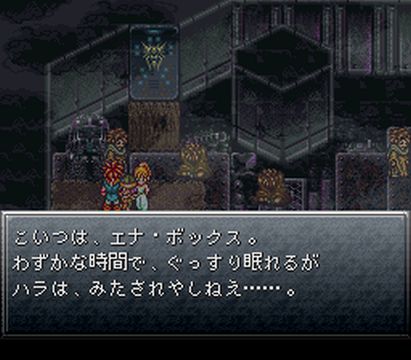 こいつは、エナ・ボックス。
わずかな時間で、ぐっすり眠れるが
ハラは、みたされやしねえ……。